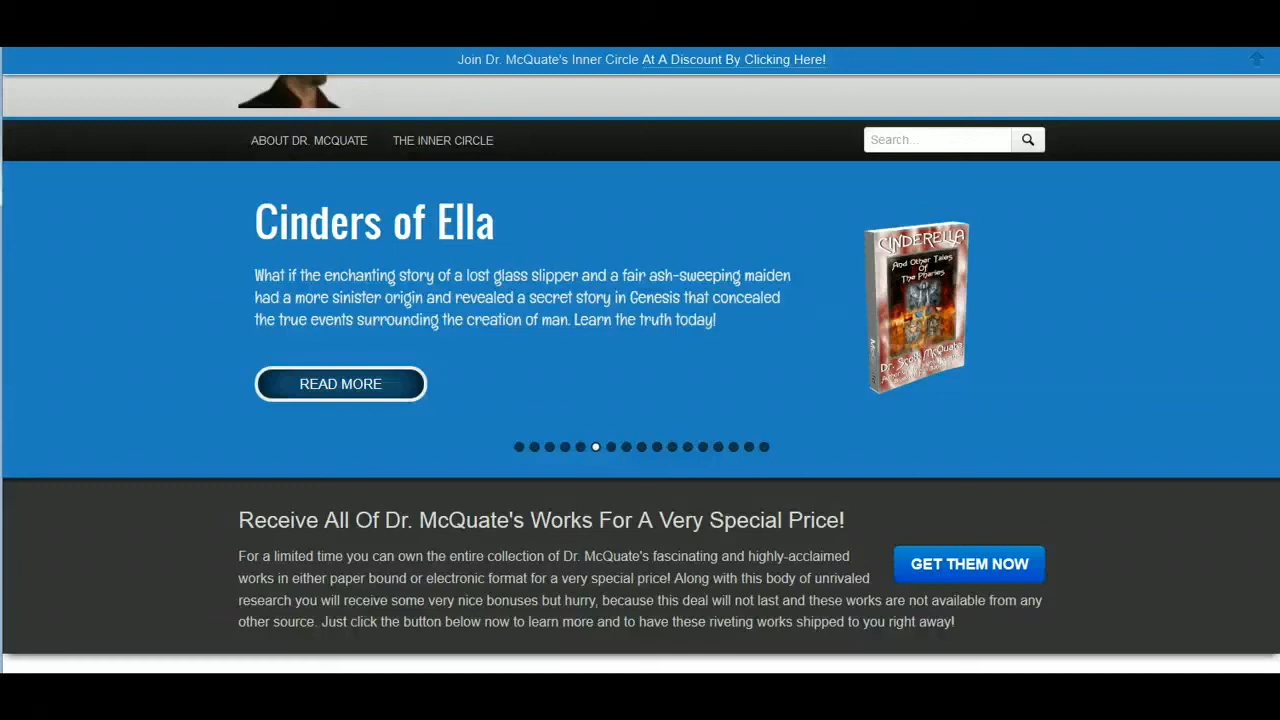 Join Dr. McQuate's Inner Circle At A Discount By Clicking Here!
ABOUT DR. MCQUATE
THE INNER CIRCLE
Search...
Cinders of Ella
What if the enchanting story of a lost glass slipper and a fair ash-sweeping maiden
had a more sinister origin and revealed a secret story in Genesis that concealed
the true events surrounding the creation of man. Learn the truth today!
READ MORE
CINDERELLA
And Other Tales
Of
The Pharies
Dr. Scott McQuate
Receive All Of Dr. McQuate's Works For A Very Special Price!
For a limited time you can own the entire collection of Dr. McQuate's fascinating and highly-acclaimed
works in either paper bound or electronic format for a very special price! Along with this body of unrivaled
research you will receive some very nice bonuses but hurry, because this deal will not last and these works are not available from any
other source. Just click the button below now to learn more and to have these riveting works shipped to you right away!
GET THEM NOW